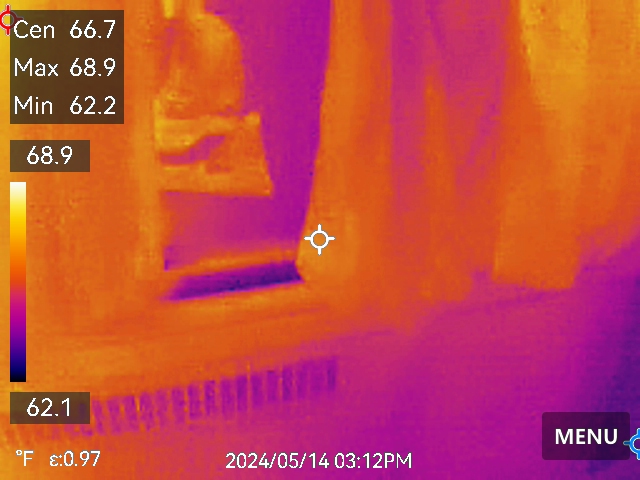 Cen 66.7
Max 68.9
Min 62.2
68.9
62.1
MENU
°F ε:0.97 2024/05/14 03:12PM